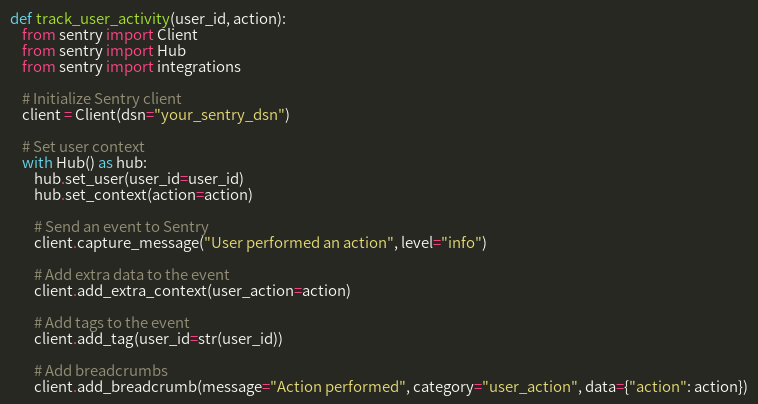 def track_user_activity(user_id, action):
from sentry import Client
from sentry import Hub
from sentry import integrations
# Initialize Sentry client
client = Client(dsn="your_sentry_dsn")
# Set user context
with Hub() as hub:
hub.set_user(user_id=user_id)
hub.set_context(action=action)
# Send an event to Sentry
client.capture_message("User performed an action", level="info")
# Add extra data to the event
client.add_extra_context(user_action=action)
# Add tags to the event
client.add_tag(user_id=str(user_id))
# Add breadcrumbs
client.add_breadcrumb(message="Action performed", category="user_action", data={"action": action})